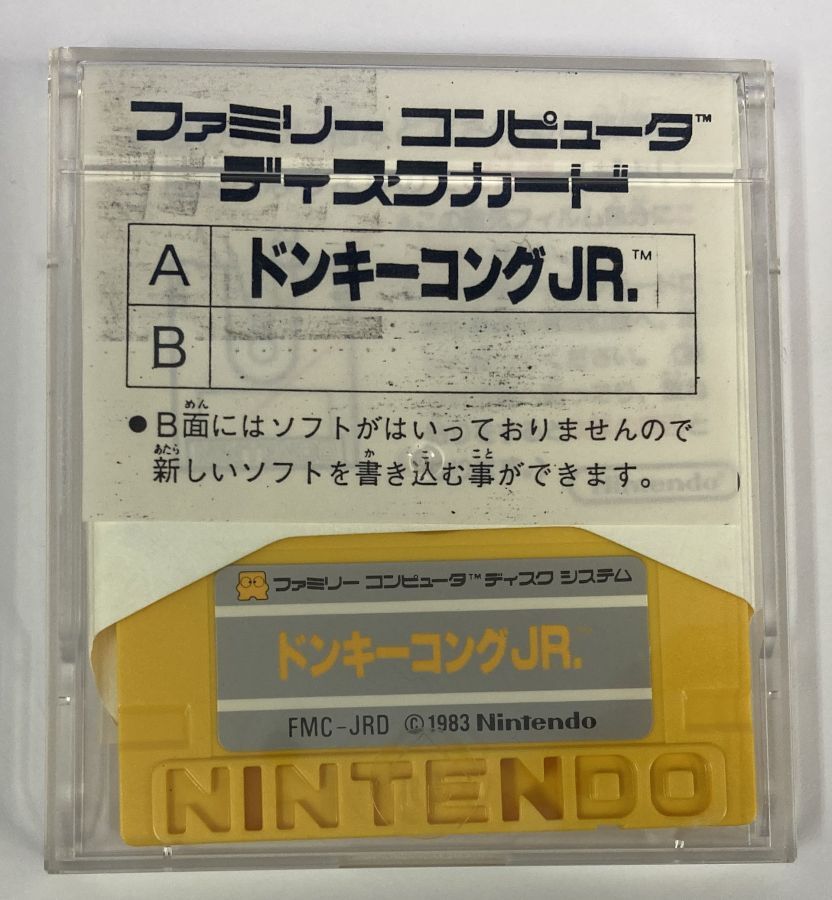 ファミリー コンピュータ™
ディスクカード
A ドンキーコングJR.™
B
●B面にはソフトがはいっておりませんので
新しいソフトを書き込む事ができます。
Nintendo
ファミリー コンピュータ™ ディスク システム
ドンキーコングJR.™
FMC-JRD ©1983 Nintendo
NINTENDO